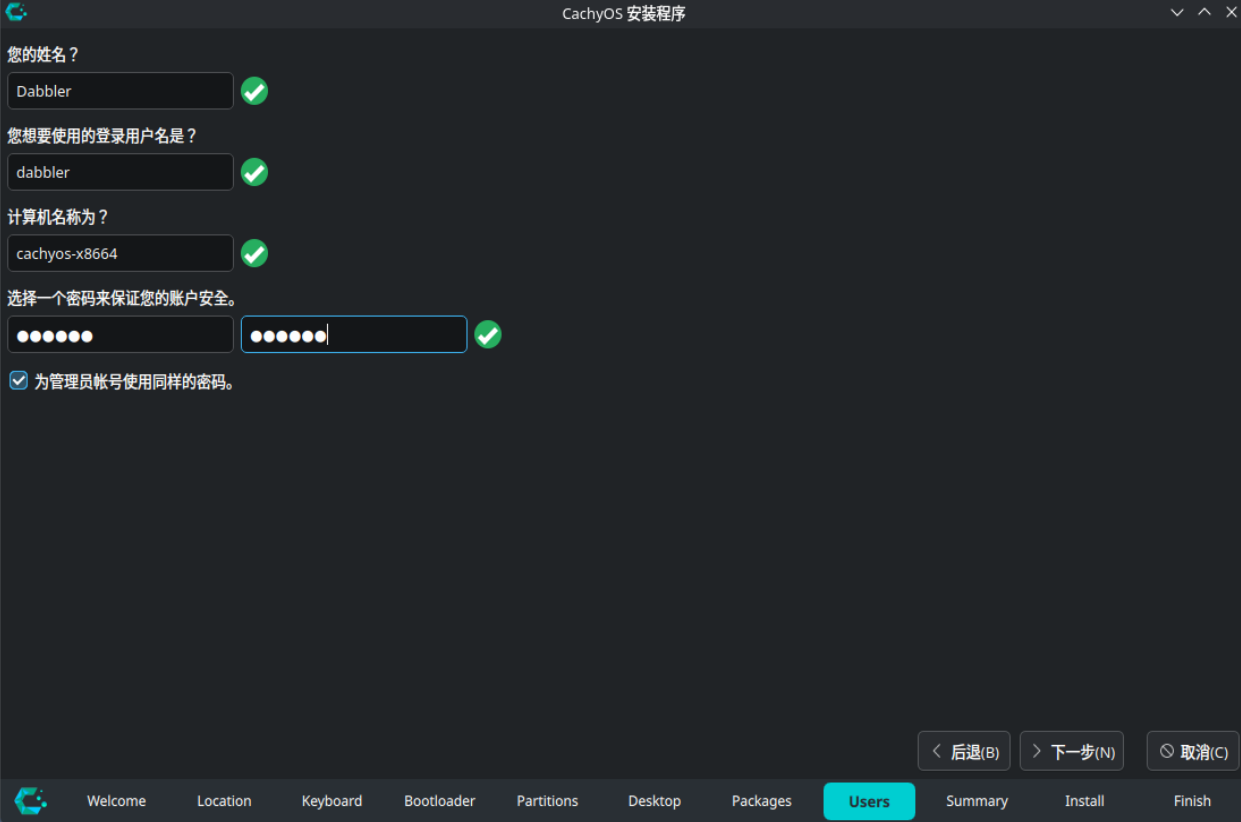 CachyOS 安装程序
您的姓名？
Dabbler
您想要使用的登录用户名是？
dabbler
计算机名称为？
cachyos-x8664
选择一个密码来保证您的账户安全。
●●●●●● ●●●●●●
为管理员帐号使用同样的密码。
后退(B) 下一步(N) 取消(C)
Welcome Location Keyboard Bootloader Partitions Desktop Packages Users Summary Install Finish